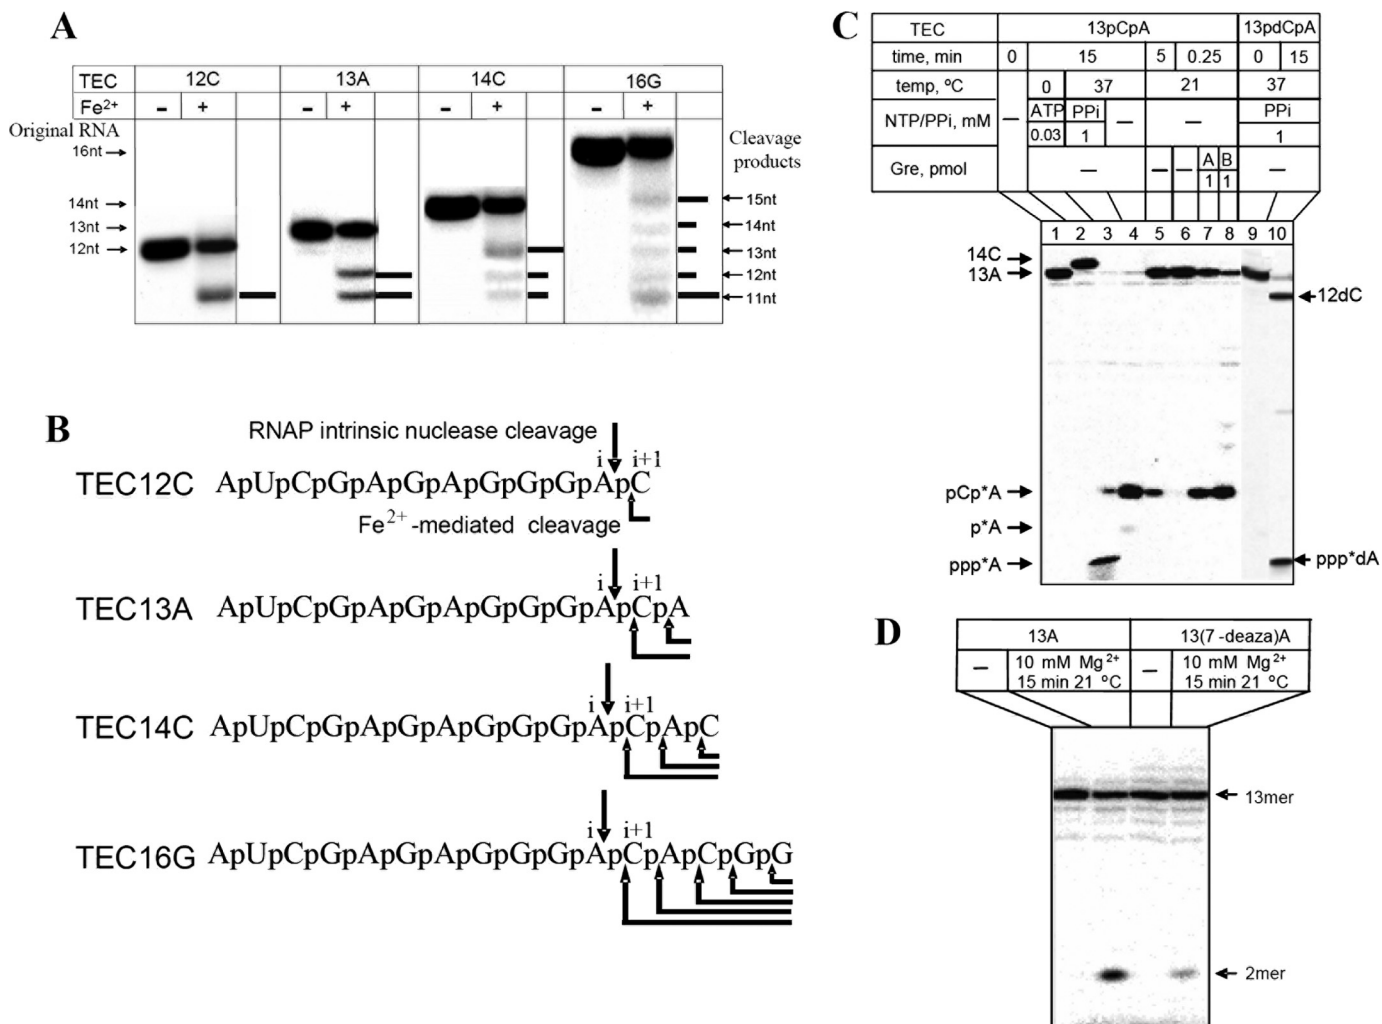 A
TEC 12C 13A 14C 16G
Fe²⁺ - + - + - + - +
Original RNA
16nt
14nt
13nt
12nt
Cleavage
products
15nt
14nt
13nt
12nt
11nt
B
RNAP intrinsic nuclease cleavage
i i+1
TEC12C ApUpCpGpApGpApGpGpGpApC
Fe²⁺-mediated cleavage
i i+1
TEC13A ApUpCpGpApGpApGpGpGpApCpA
i i+1
TEC14C ApUpCpGpApGpApGpGpGpApCpApC
i i+1
TEC16G ApUpCpGpApGpApGpGpGpApCpApCpGpG
C
TEC 13pCpA 13pdCpA
time, min 0 15 5 0.25 0 15
temp, ºC 0 37 21 37
NTP/PPi, mM — ATP PPi — — PPi
0.03 1 1
Gre, pmol — — — A B —
1 1
1 2 3 4 5 6 7 8 9 10
14C
13A
12dC
pCp*A
p*A
ppp*A
ppp*dA
D
13A 13(7-deaza)A
— 10 mM Mg²⁺ — 10 mM Mg²⁺
15 min 21 ºC 15 min 21 ºC
13mer
2mer